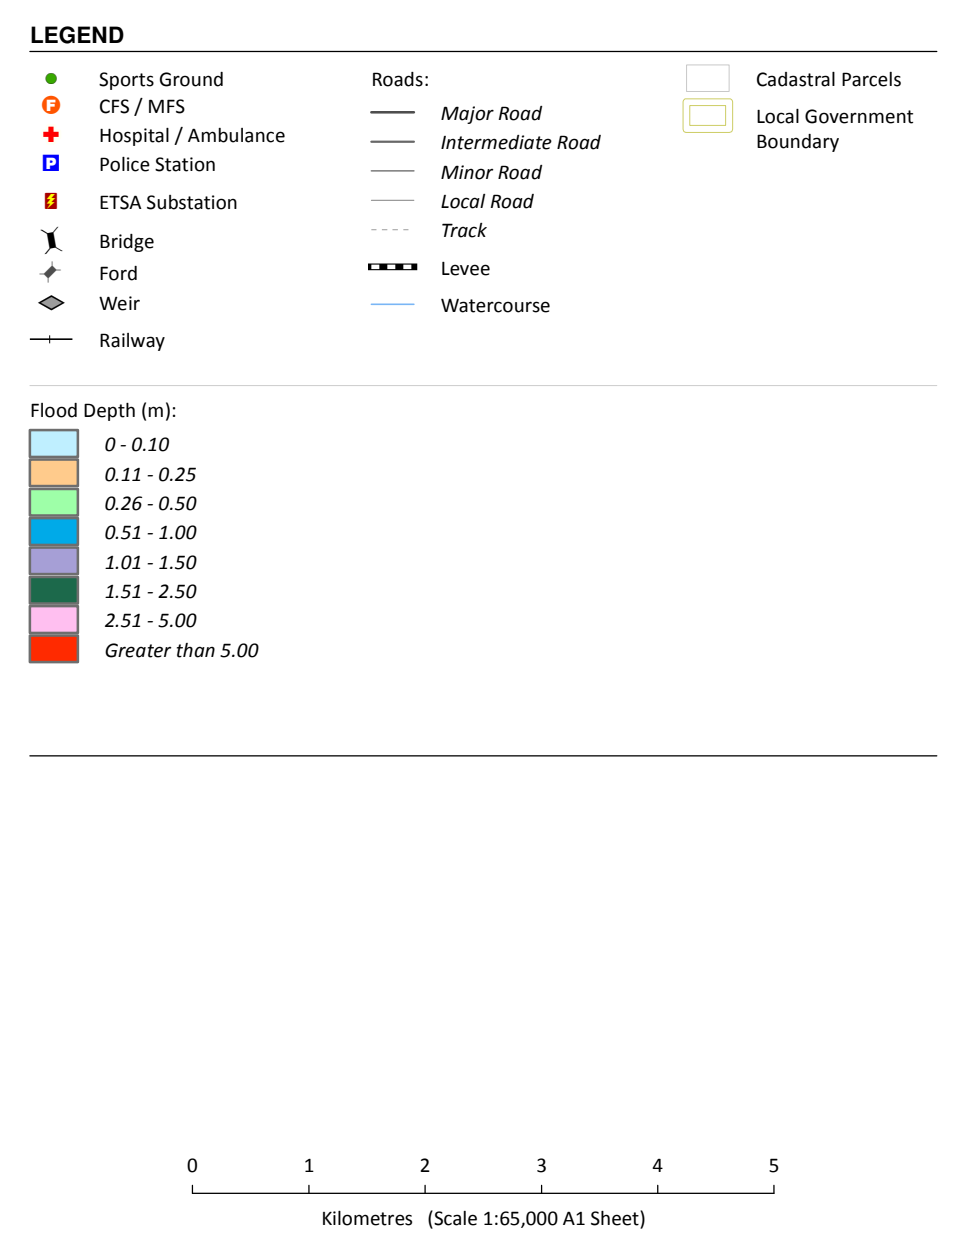 LEGEND
Sports Ground
CFS / MFS
F
Hospital / Ambulance
P
Police Station
ETSA Substation
Bridge
Ford
Weir
Railway
Roads:
Major Road
Intermediate Road
Minor Road
Local Road
Track
Levee
Watercourse
Cadastral Parcels
Local Government
Boundary
Flood Depth (m):
0 - 0.10
0.11 - 0.25
0.26 - 0.50
0.51 - 1.00
1.01 - 1.50
1.51 - 2.50
2.51 - 5.00
Greater than 5.00
0 1 2 3 4 5
Kilometres (Scale 1:65,000 A1 Sheet)